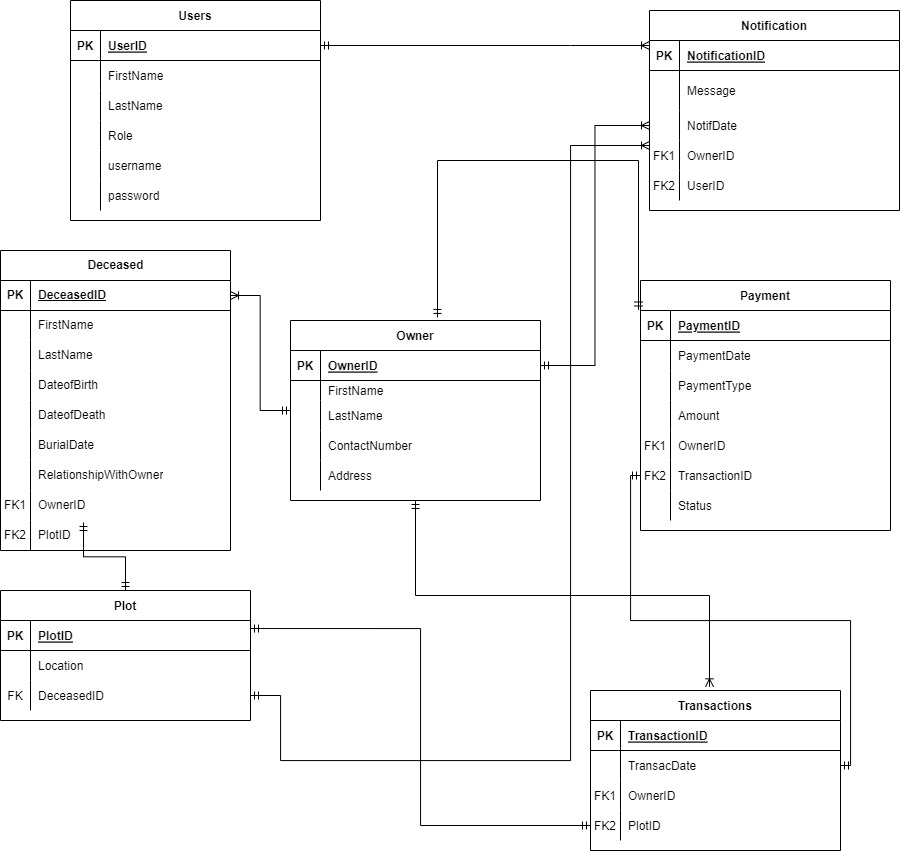 Users
PK UserID
FirstName
LastName
Role
username
password
Notification
PK NotificationID
Message
NotifDate
FK1 OwnerID
FK2 UserID
Deceased
PK DeceasedID
FirstName
LastName
DateofBirth
DateofDeath
BurialDate
RelationshipWithOwner
FK1 OwnerID
FK2 PlotID
Owner
PK OwnerID
FirstName
LastName
ContactNumber
Address
Payment
PK PaymentID
PaymentDate
PaymentType
Amount
FK1 OwnerID
FK2 TransactionID
Status
Plot
PK PlotID
Location
FK DeceasedID
Transactions
PK TransactionID
TransacDate
FK1 OwnerID
FK2 PlotID